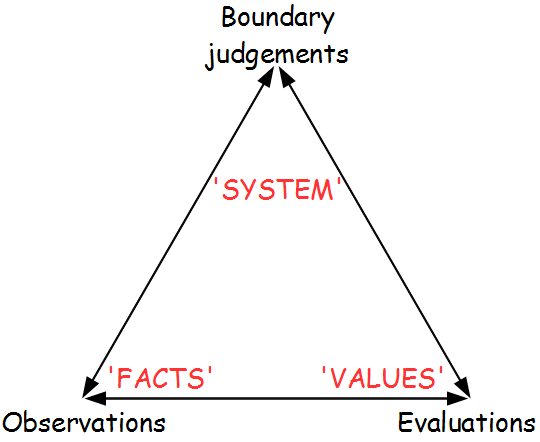 Boundary
judgements
'SYSTEM'
'FACTS' 'VALUES'
Observations Evaluations